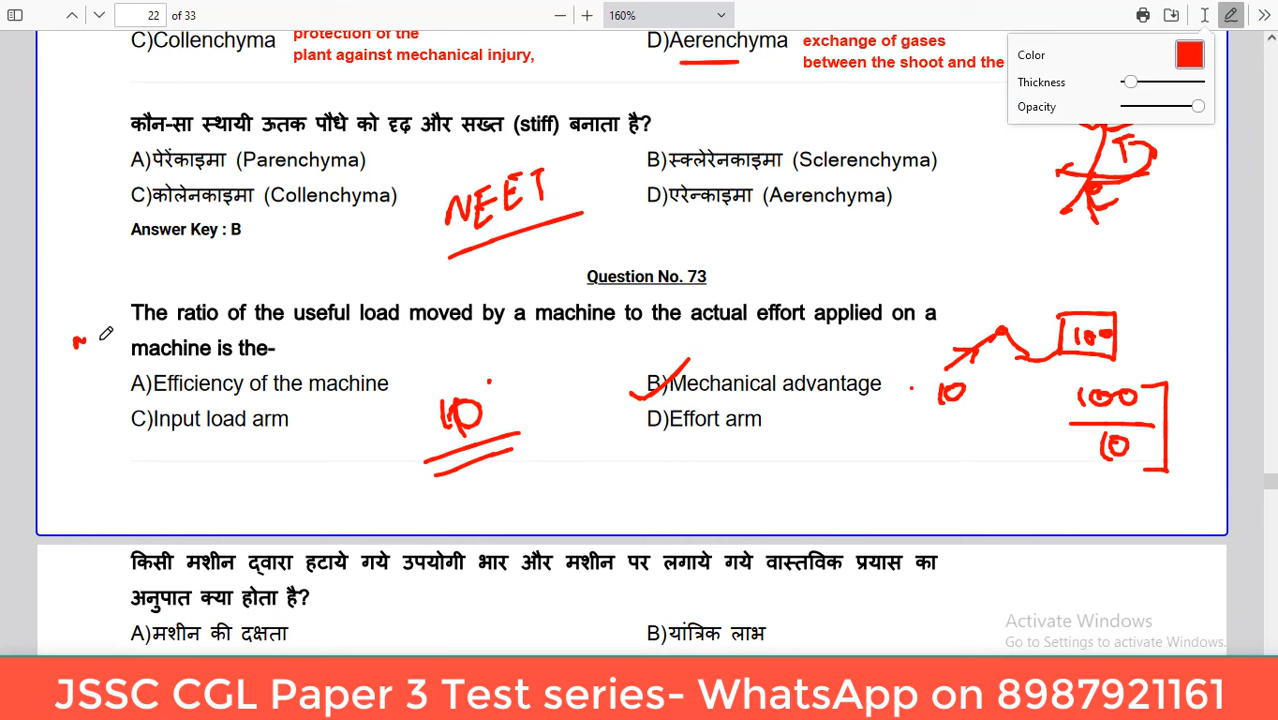 22 of 33
160%
C)Collenchyma
protection of the
plant against mechanical injury,
D)Aerenchyma
exchange of gases
between the shoot and the
Color
Thickness
Opacity
कौन-सा स्थायी ऊतक पौधे को दृढ़ और सख्त (stiff) बनाता है?
A)पेरेंकाइमा (Parenchyma)
B)स्क्लेरेनकाइमा (Sclerenchyma)
C)कोलेनकाइमा (Collenchyma)
D)एरेन्काइमा (Aerenchyma)
NEET
Answer Key : B
Question No. 73
The ratio of the useful load moved by a machine to the actual effort applied on a
machine is the-
A)Efficiency of the machine
B)Mechanical advantage
C)Input load arm
D)Effort arm
10
100
10
100
10
किसी मशीन द्वारा हटाये गये उपयोगी भार और मशीन पर लगाये गये वास्तविक प्रयास का
अनुपात क्या होता है?
A)मशीन की दक्षता
B)यांत्रिक लाभ
Activate Windows
Go to Settings to activate Windows.
JSSC CGL Paper 3 Test series- WhatsApp on 8987921161